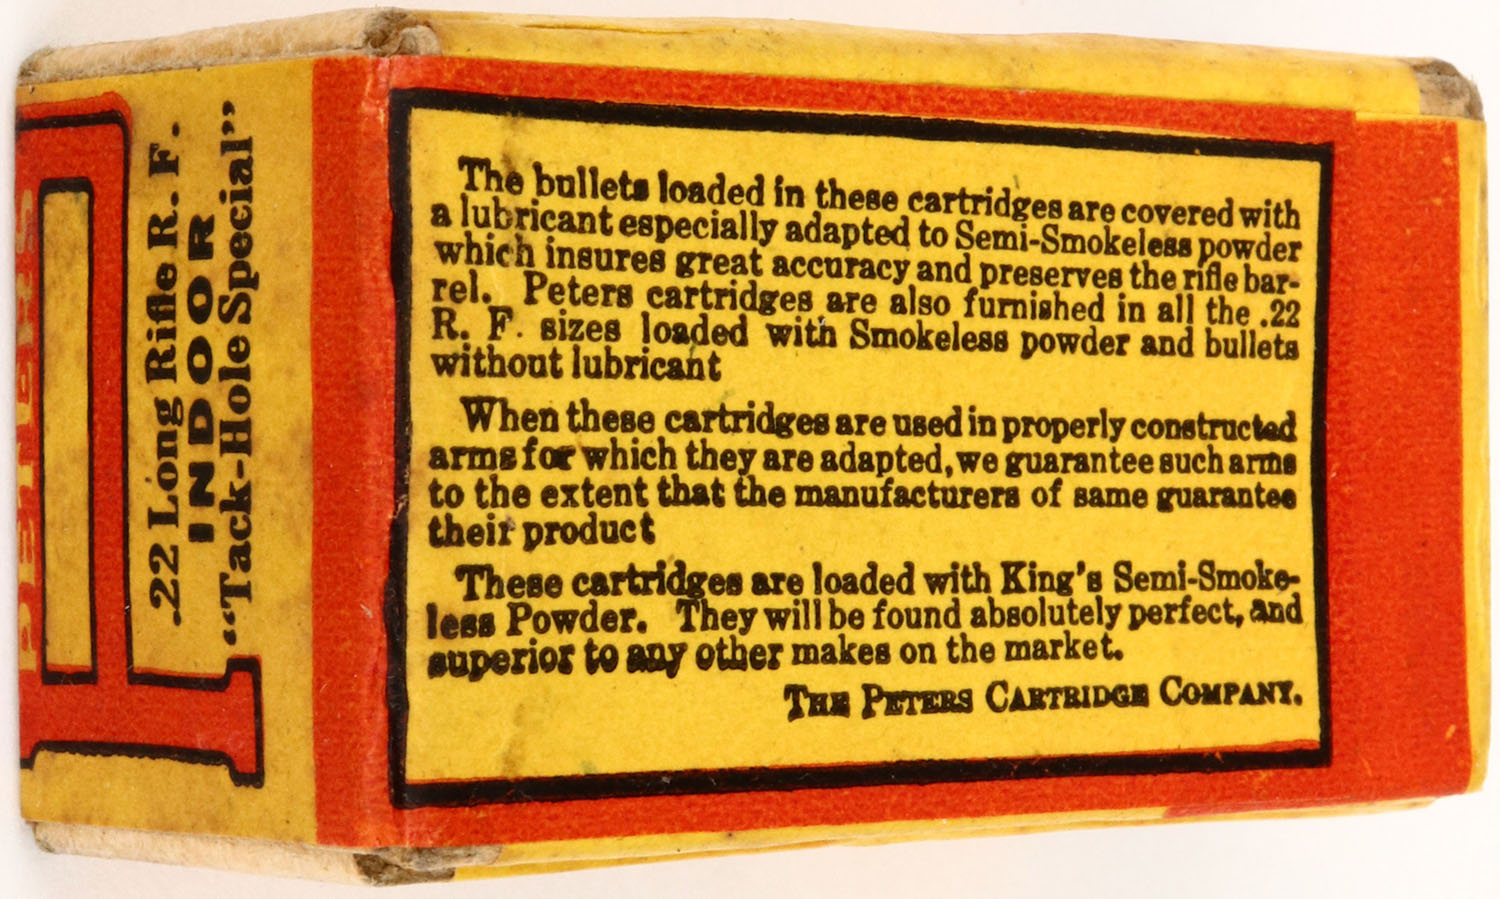 PETERS
.22 Long Rifle R. F.
INDOOR
"Tack-Hole Special"
The bullets loaded in these cartridges are covered with
a lubricant especially adapted to Semi-Smokeless powder
which insures great accuracy and preserves the rifle bar-
rel. Peters cartridges are also furnished in all the .22
R. F. sizes loaded with Smokeless powder and bullets
without lubricant
When these cartridges are used in properly constructed
arms for which they are adapted, we guarantee such arms
to the extent that the manufacturers of same guarantee
their product
These cartridges are loaded with King's Semi-Smoke-
less Powder. They will be found absolutely perfect, and
superior to any other makes on the market.
THE PETERS CARTRIDGE COMPANY.